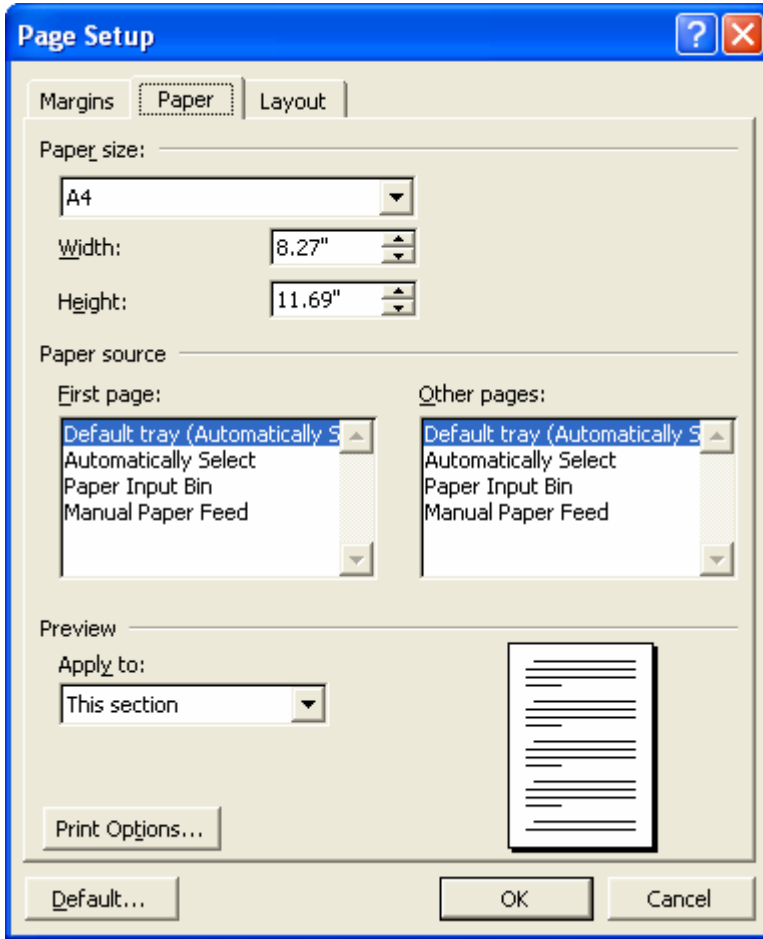 Page Setup
Margins Paper Layout
Paper size:
A4
Width: 8.27"
Height: 11.69"
Paper source
First page: Other pages:
Default tray (Automatically S Default tray (Automatically S
Automatically Select Automatically Select
Paper Input Bin Paper Input Bin
Manual Paper Feed Manual Paper Feed
Preview
Apply to:
This section
Print Options...
Default... OK Cancel